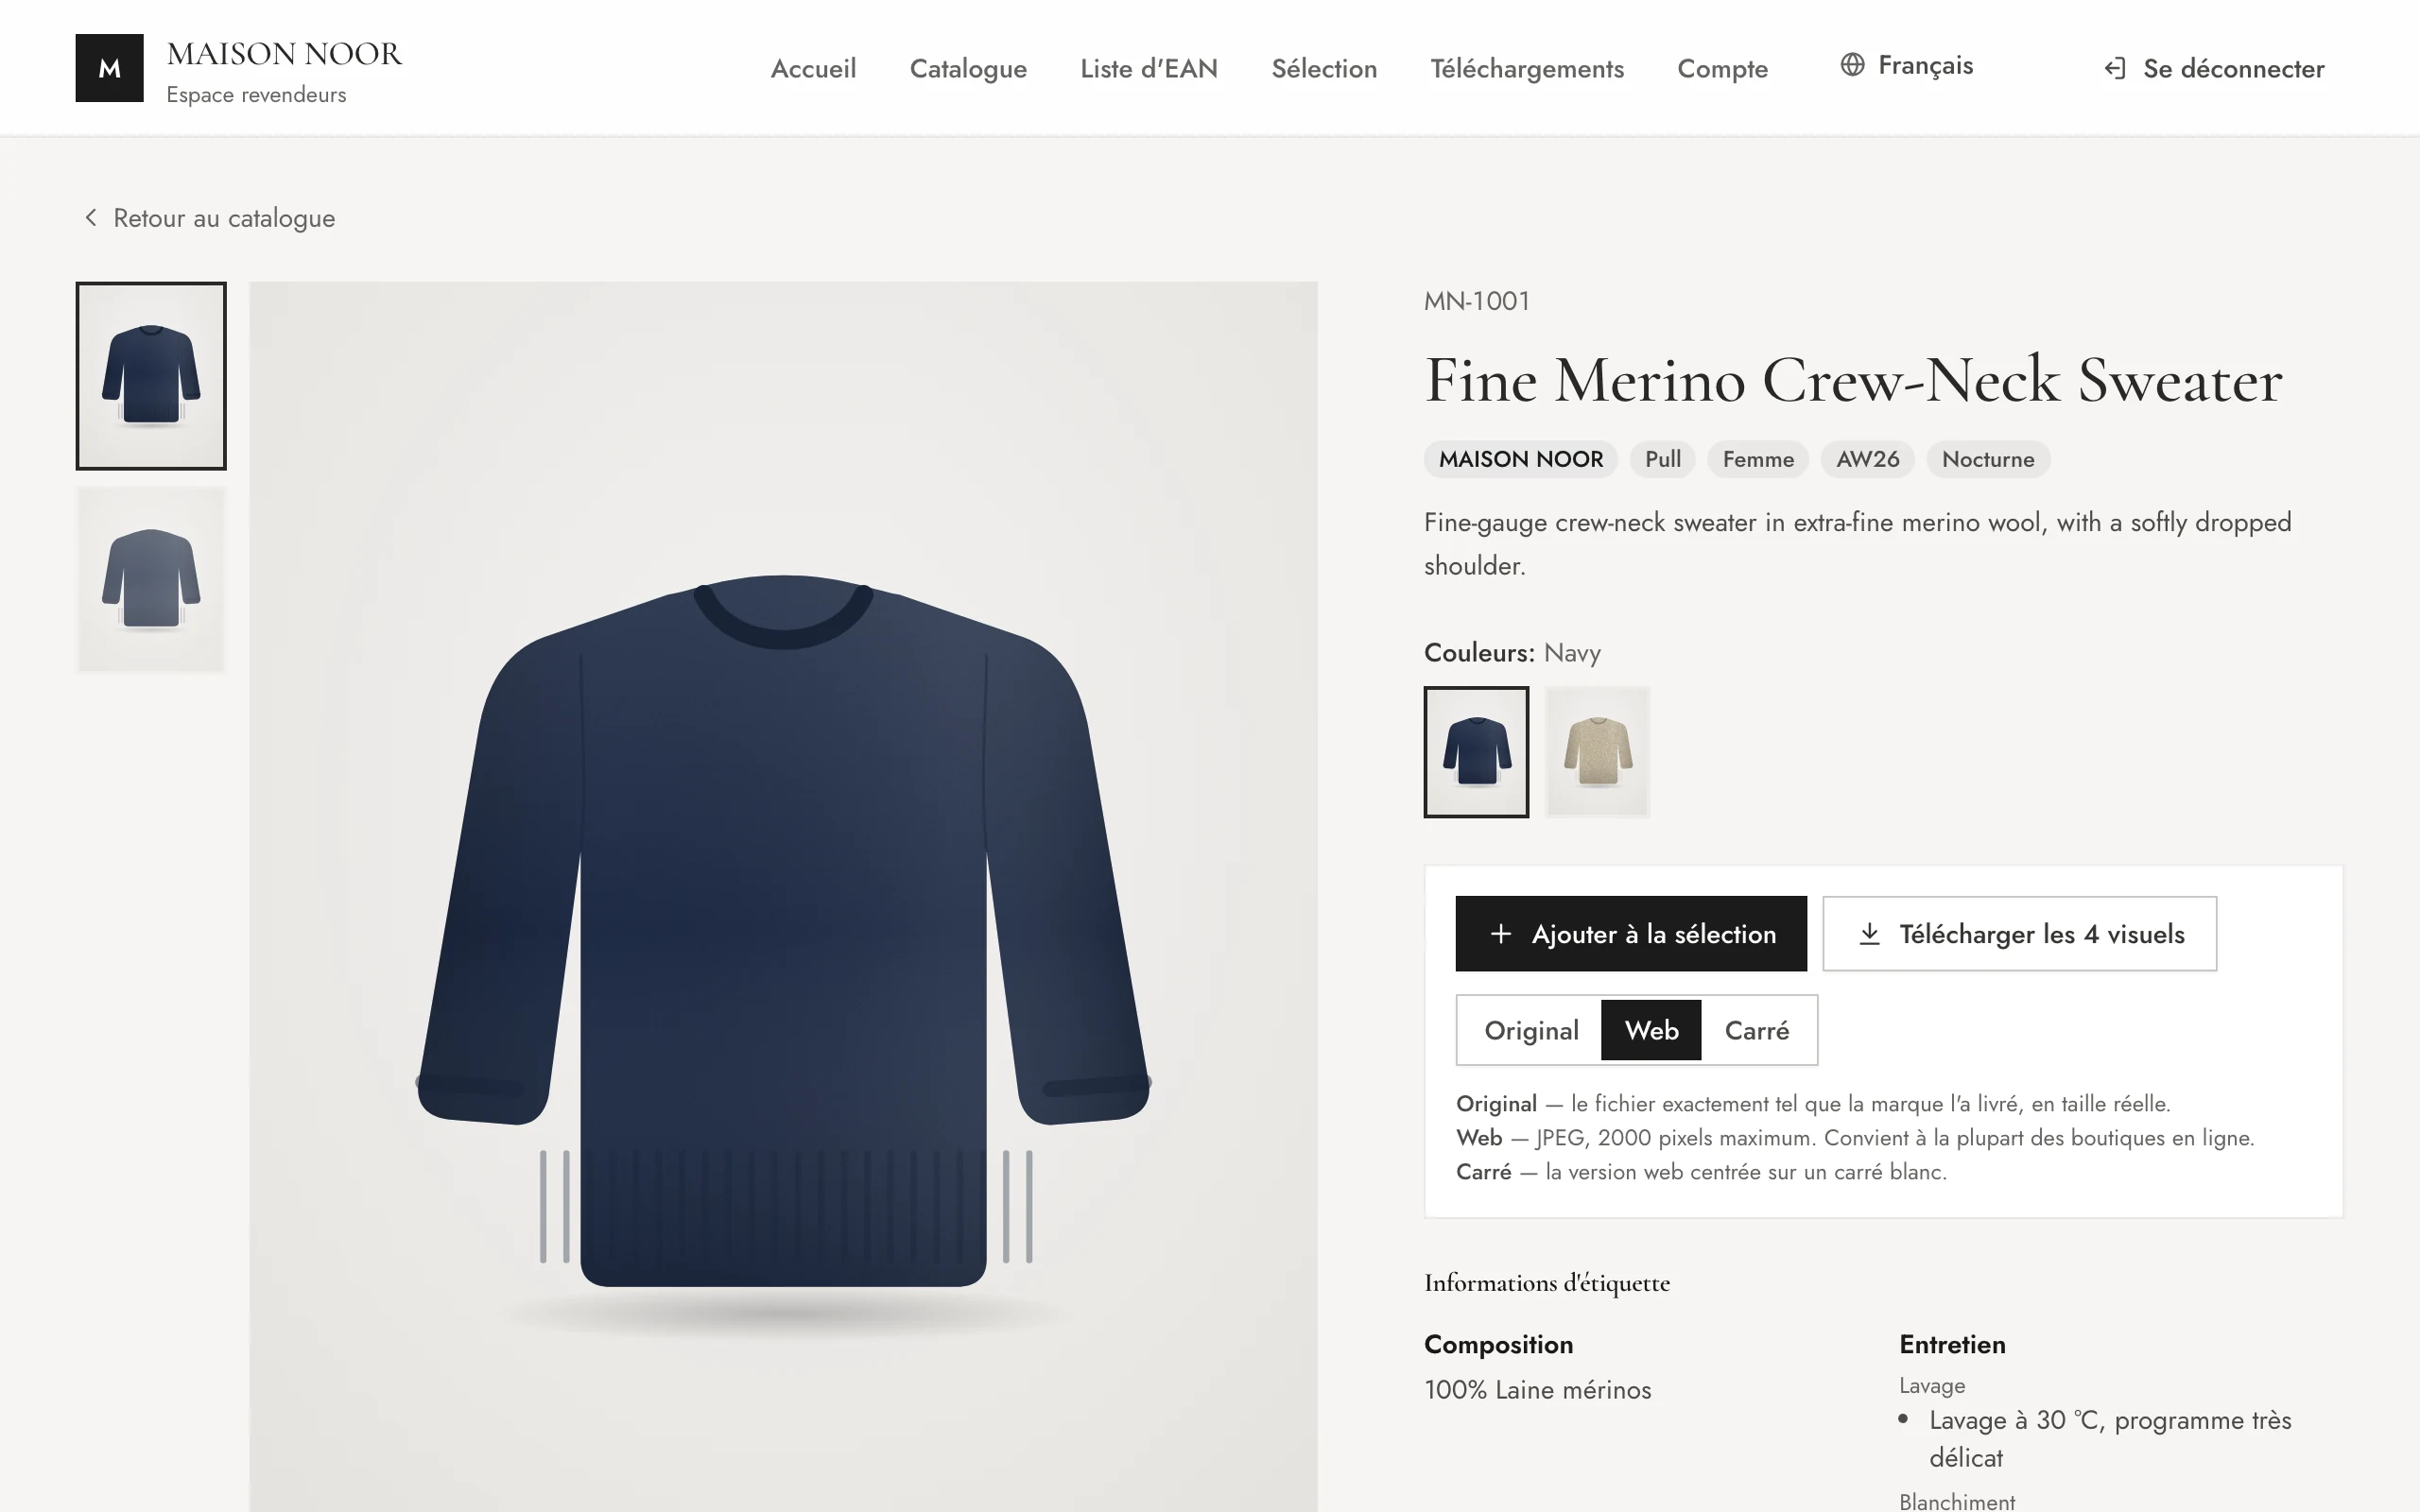 M
MAISON NOOR
Espace revendeurs
Accueil
Catalogue
Liste d'EAN
Sélection
Téléchargements
Compte
Français
Se déconnecter
Retour au catalogue
MN-1001
Fine Merino Crew-Neck Sweater
MAISON NOOR
Pull
Femme
AW26
Nocturne
Fine-gauge crew-neck sweater in extra-fine merino wool, with a softly dropped
shoulder.
Couleurs: Navy
Ajouter à la sélection
Télécharger les 4 visuels
Original
Web
Carré
Original — le fichier exactement tel que la marque l'a livré, en taille réelle.
Web — JPEG, 2000 pixels maximum. Convient à la plupart des boutiques en ligne.
Carré — la version web centrée sur un carré blanc.
Informations d'étiquette
Composition
100% Laine mérinos
Entretien
Lavage
Lavage à 30 °C, programme très
délicat
Blanchiment